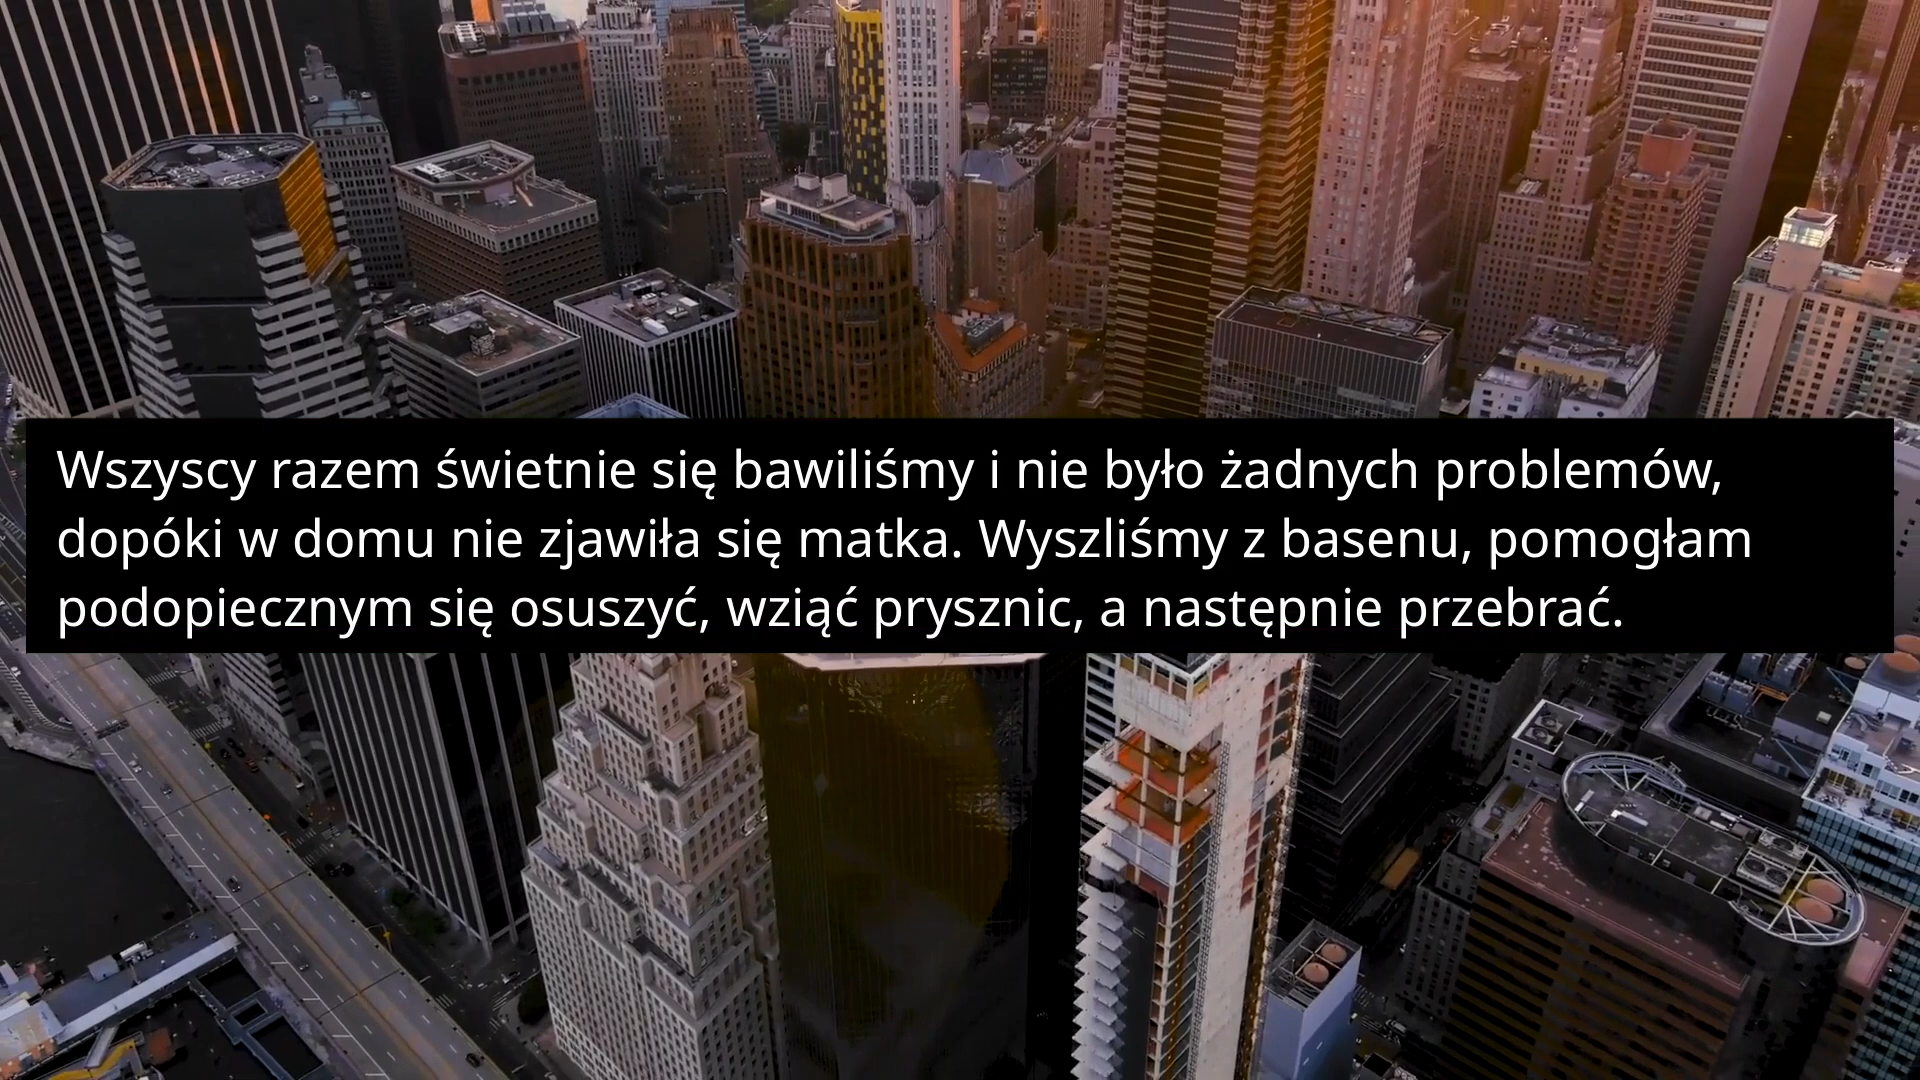 Wszyscy razem świetnie się bawiliśmy i nie było żadnych problemów,
dopóki w domu nie zjawiła się matka. Wyszliśmy z basenu, pomogłam
podopiecznym się osuszyć, wziąć prysznic, a następnie przebrać.